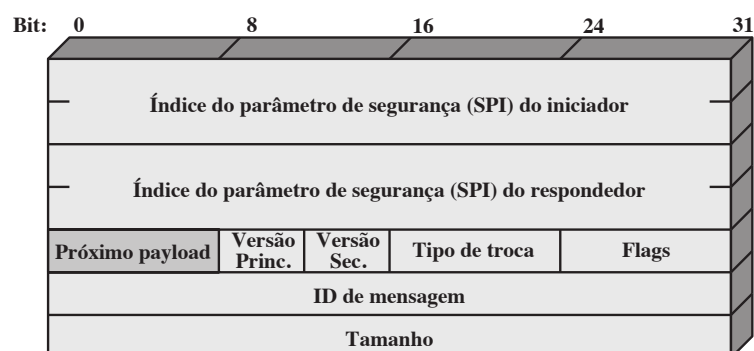 Bit: 0 8 16 24 31
Índice do parâmetro de segurança (SPI) do iniciador
Índice do parâmetro de segurança (SPI) do respondedor
Próximo payload Versão Princ. Versão Sec. Tipo de troca Flags
ID de mensagem
Tamanho